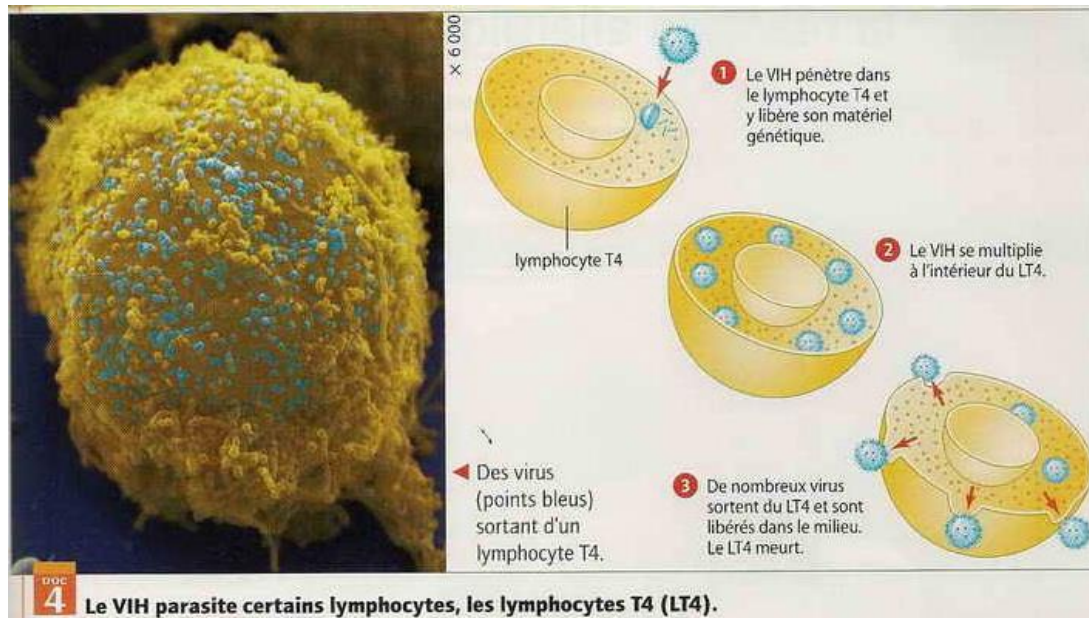 × 6 000
1 Le VIH pénètre dans
le lymphocyte T4 et
y libère son matériel
génétique.
lymphocyte T4
2 Le VIH se multiplie
à l'intérieur du LT4.
Des virus
(points bleus)
sortant d'un
lymphocyte T4.
3 De nombreux virus
sortent du LT4 et sont
libérés dans le milieu.
Le LT4 meurt.
DOC
4 Le VIH parasite certains lymphocytes, les lymphocytes T4 (LT4).